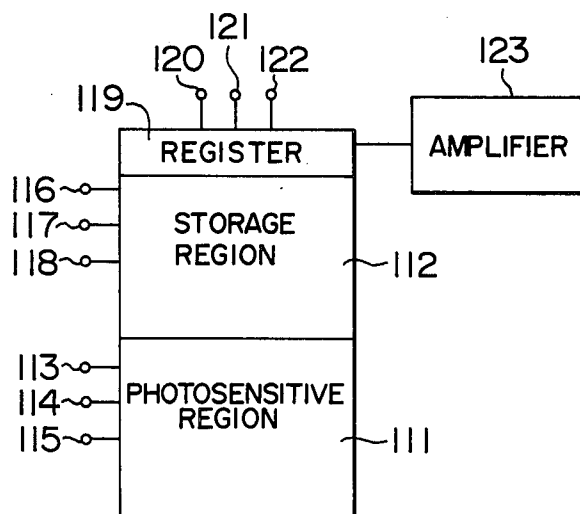 121
120
122
123
119
REGISTER
AMPLIFIER
116
117
118
STORAGE
REGION
112
113
114
115
PHOTOSENSITIVE
REGION
111